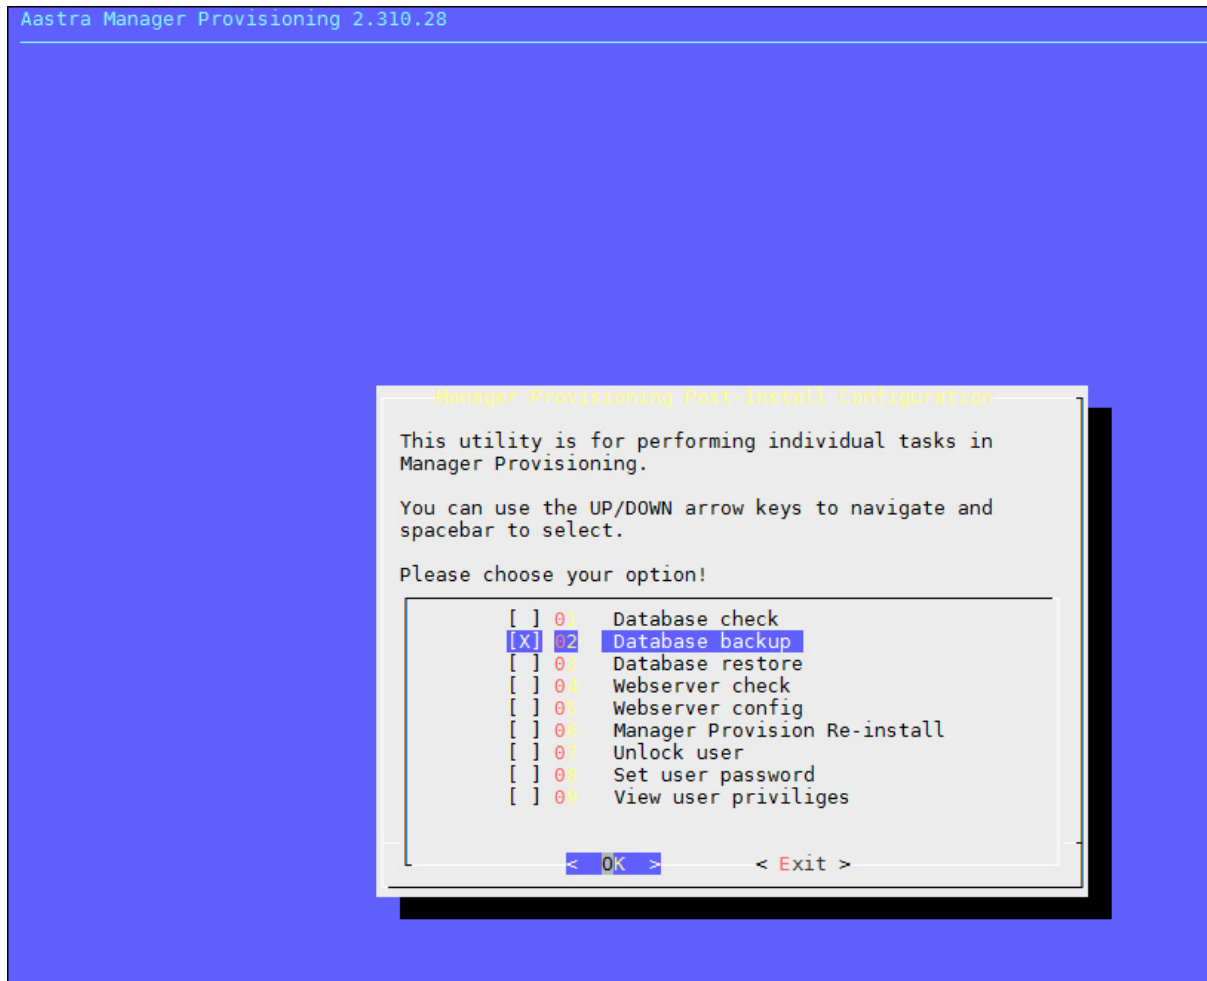 Aastra Manager Provisioning 2.310.28
Manager Provisioning Post-Install Configuration
This utility is for performing individual tasks in
Manager Provisioning.
You can use the UP/DOWN arrow keys to navigate and
spacebar to select.
Please choose your option!
[ ] 01 Database check
[X] 02 Database backup
[ ] 03 Database restore
[ ] 04 Webserver check
[ ] 05 Webserver config
[ ] 06 Manager Provision Re-install
[ ] 07 Unlock user
[ ] 08 Set user password
[ ] 09 View user priviliges
< OK > < Exit >